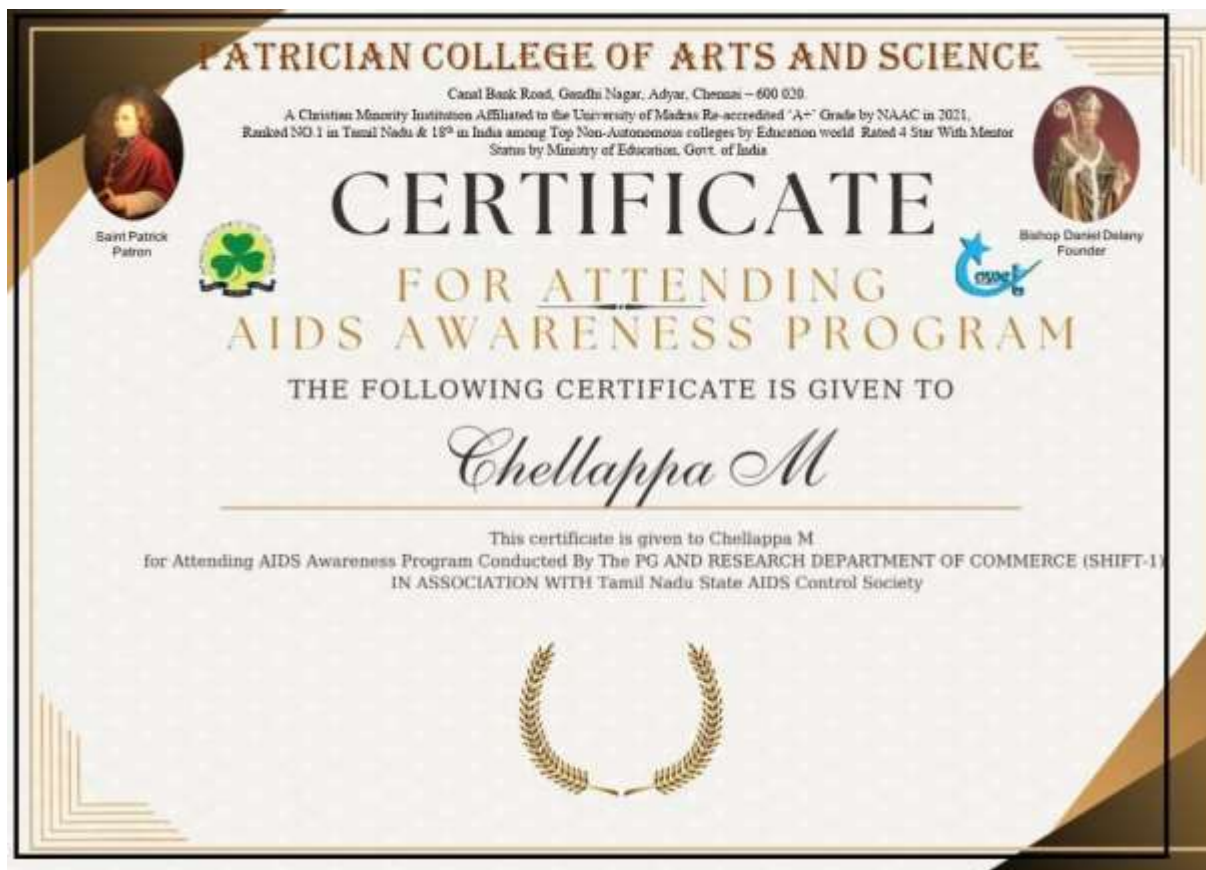 PATRICIAN COLLEGE OF ARTS AND SCIENCE
Canal Bank Road, Gandhi Nagar, Adyar, Chennai – 600 020.
A Christian Minority Institution Affiliated to the University of Madras Re-accredited "A+" Grade by NAAC in 2021,
Ranked NO.1 in Tamil Nadu & 18th in India among Top Non-Autonomous colleges by Education world Rated 4 Star With Mentor
Status by Ministry of Education, Govt. of India
CERTIFICATE
Saint Patrick
Patron
Bishop Daniel Delany
Founder
FOR ATTENDING
AIDS AWARENESS PROGRAM
THE FOLLOWING CERTIFICATE IS GIVEN TO
Chellappa M
This certificate is given to Chellappa M
for Attending AIDS Awareness Program Conducted By The PG AND RESEARCH DEPARTMENT OF COMMERCE (SHIFT-1)
IN ASSOCIATION WITH Tamil Nadu State AIDS Control Society